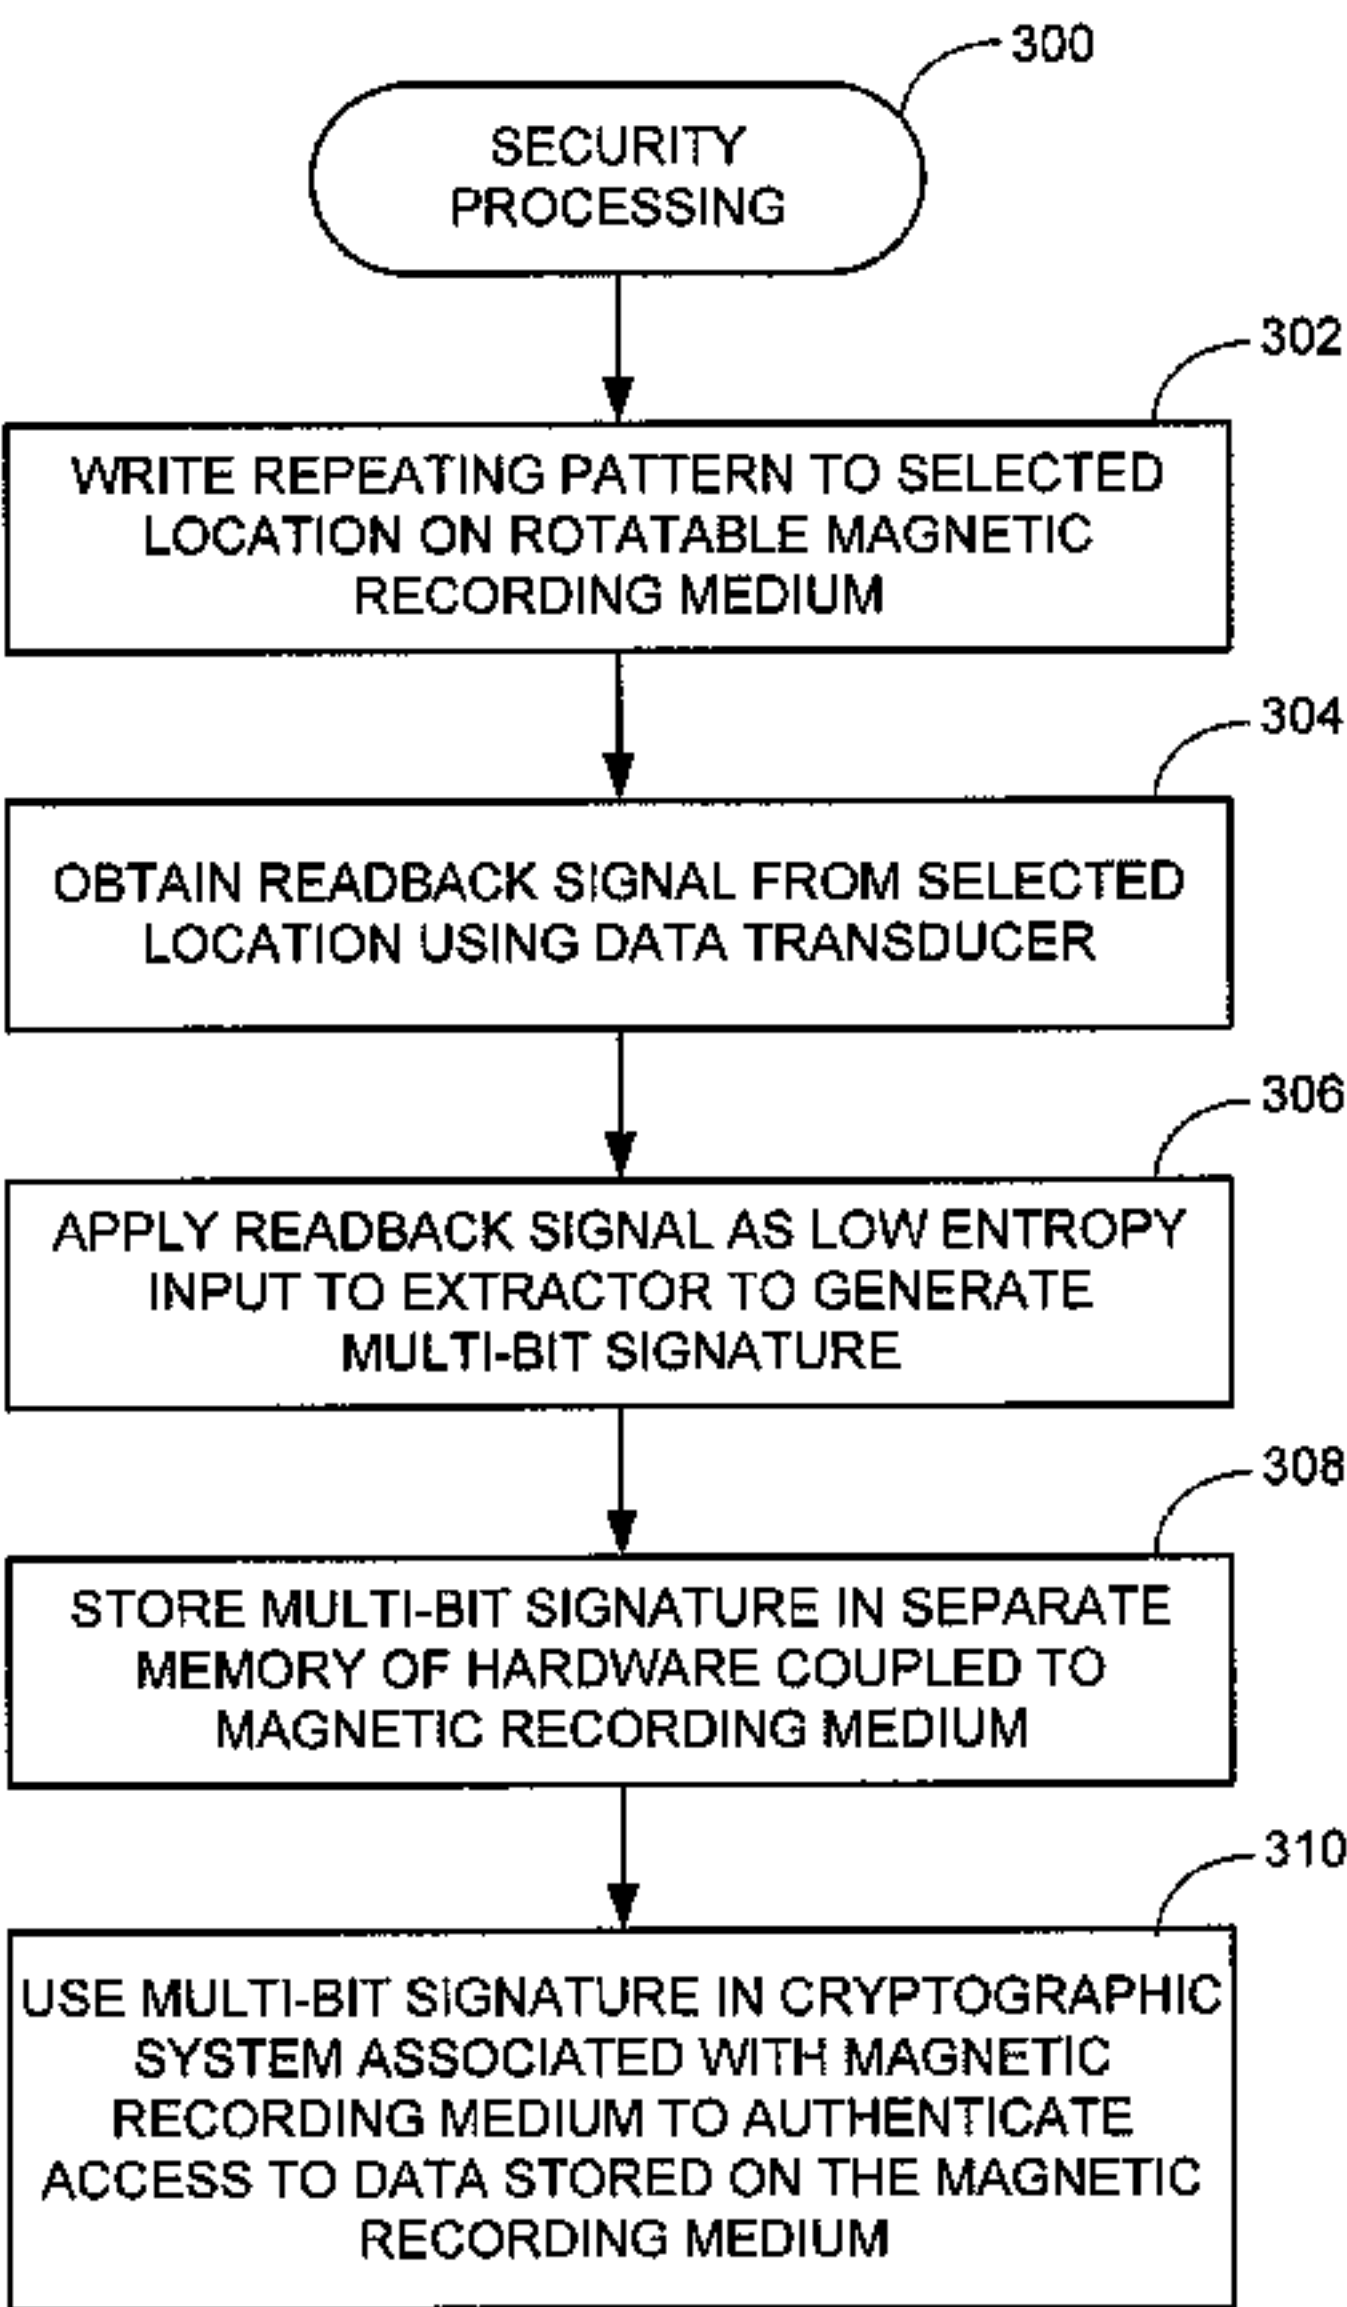 300
SECURITY
PROCESSING
302
WRITE REPEATING PATTERN TO SELECTED
LOCATION ON ROTATABLE MAGNETIC
RECORDING MEDIUM
304
OBTAIN READBACK SIGNAL FROM SELECTED
LOCATION USING DATA TRANSDUCER
306
APPLY READBACK SIGNAL AS LOW ENTROPY
INPUT TO EXTRACTOR TO GENERATE
MULTI-BIT SIGNATURE
308
STORE MULTI-BIT SIGNATURE IN SEPARATE
MEMORY OF HARDWARE COUPLED TO
MAGNETIC RECORDING MEDIUM
310
USE MULTI-BIT SIGNATURE IN CRYPTOGRAPHIC
SYSTEM ASSOCIATED WITH MAGNETIC
RECORDING MEDIUM TO AUTHENTICATE
ACCESS TO DATA STORED ON THE MAGNETIC
RECORDING MEDIUM